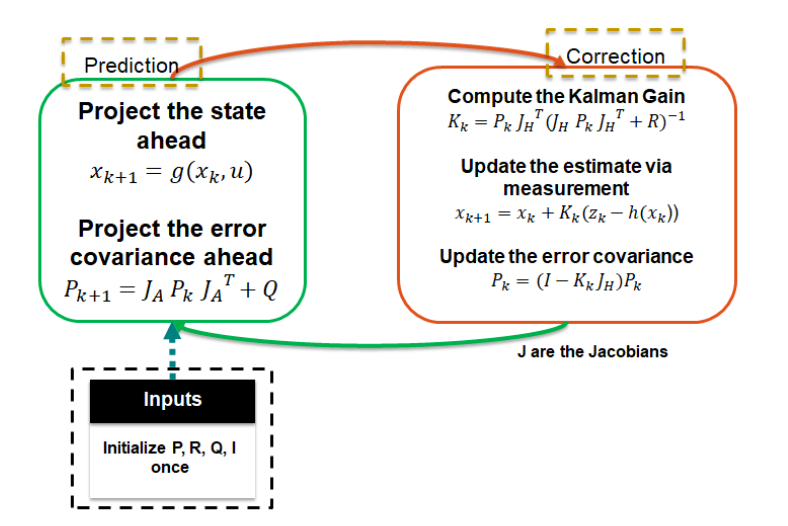 Prediction
Project the state
ahead
x_{k+1} = g(x_k, u)
Project the error
covariance ahead
P_{k+1} = J_A P_k J_A^T + Q
Correction
Compute the Kalman Gain
K_k = P_k J_H^T (J_H P_k J_H^T + R)^{-1}
Update the estimate via
measurement
x_{k+1} = x_k + K_k(z_k − h(x_k))
Update the error covariance
P_k = (I − K_k J_H)P_k
J are the Jacobians
Inputs
Initialize P, R, Q, I
once